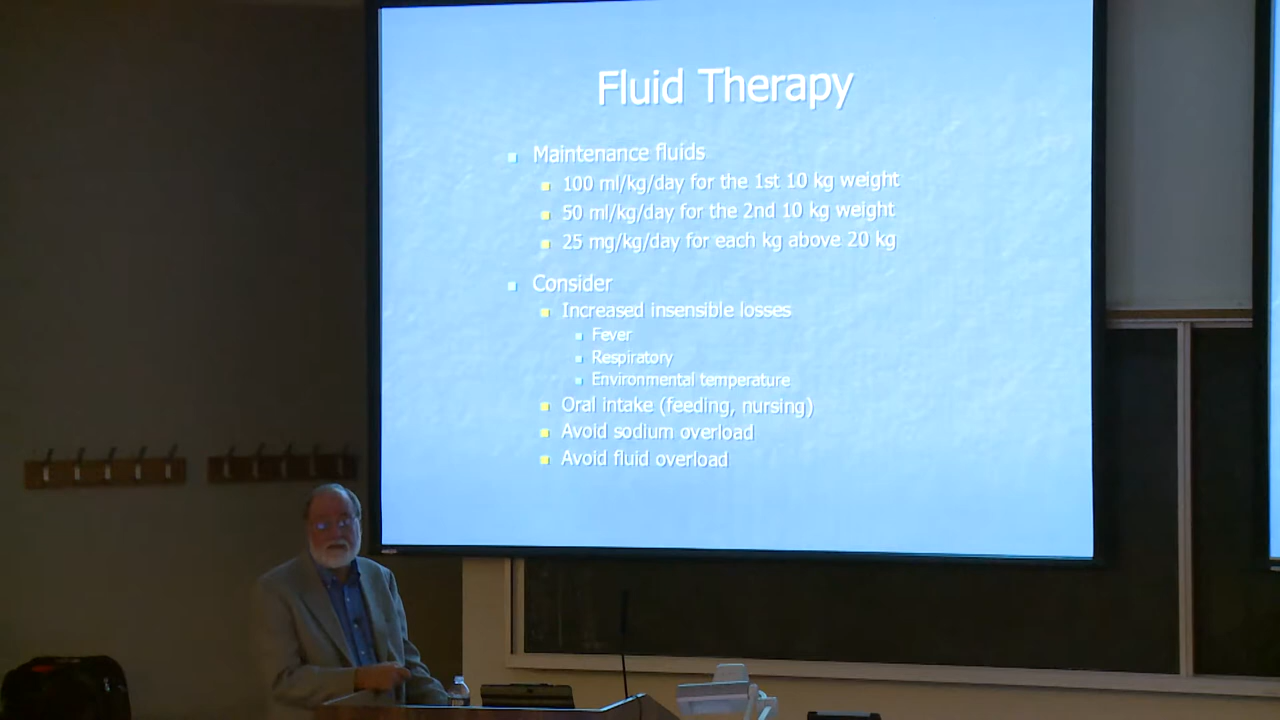 Fluid Therapy
Maintenance fluids
100 ml/kg/day for the 1st 10 kg weight
50 ml/kg/day for the 2nd 10 kg weight
25 mg/kg/day for each kg above 20 kg
Consider
Increased insensible losses
Fever
Respiratory
Environmental temperature
Oral intake (feeding, nursing)
Avoid sodium overload
Avoid fluid overload